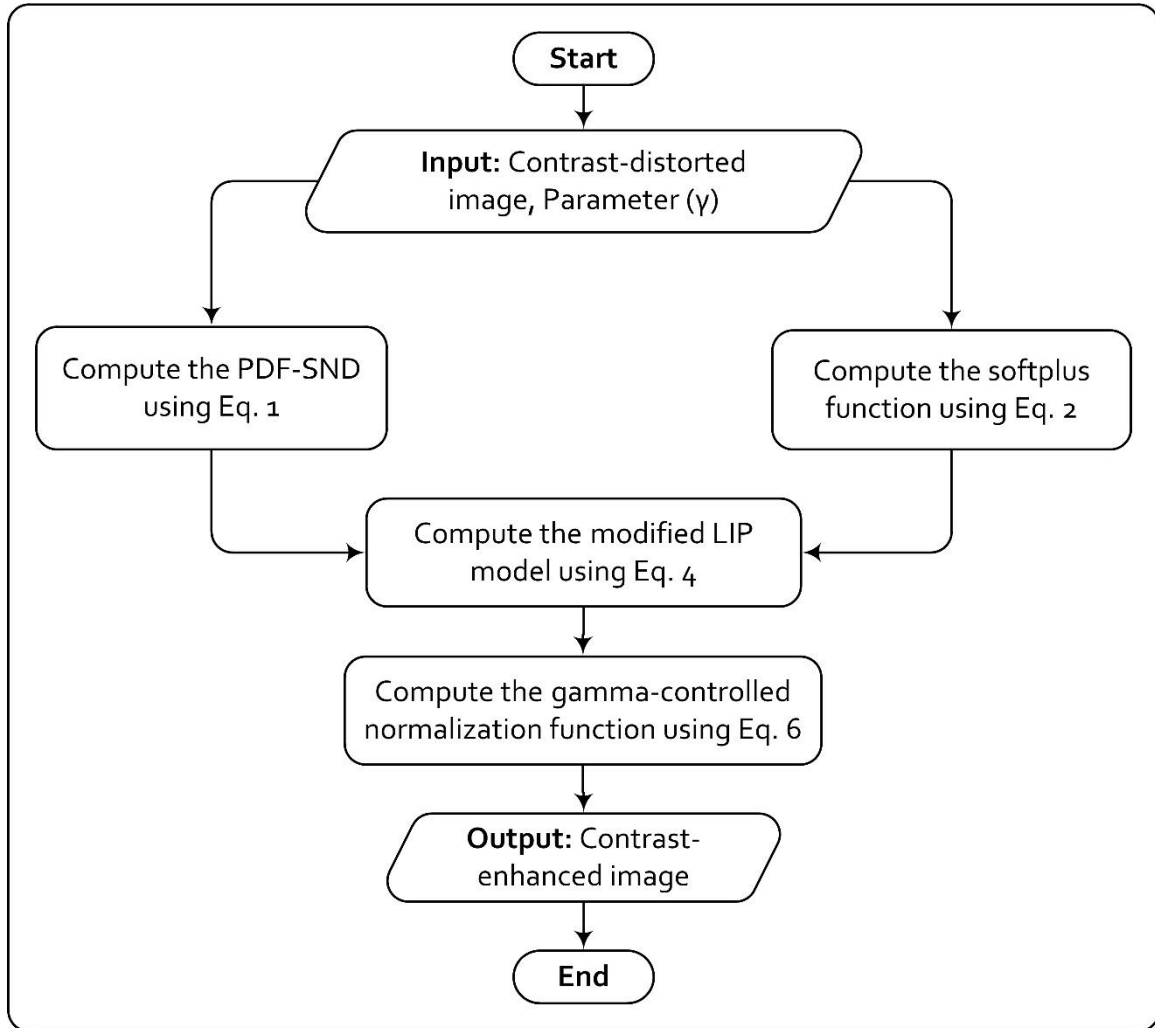 Start
Input: Contrast-distorted
image, Parameter (γ)
Compute the PDF-SND
using Eq. 1
Compute the softplus
function using Eq. 2
Compute the modified LIP
model using Eq. 4
Compute the gamma-controlled
normalization function using Eq. 6
Output: Contrast-
enhanced image
End